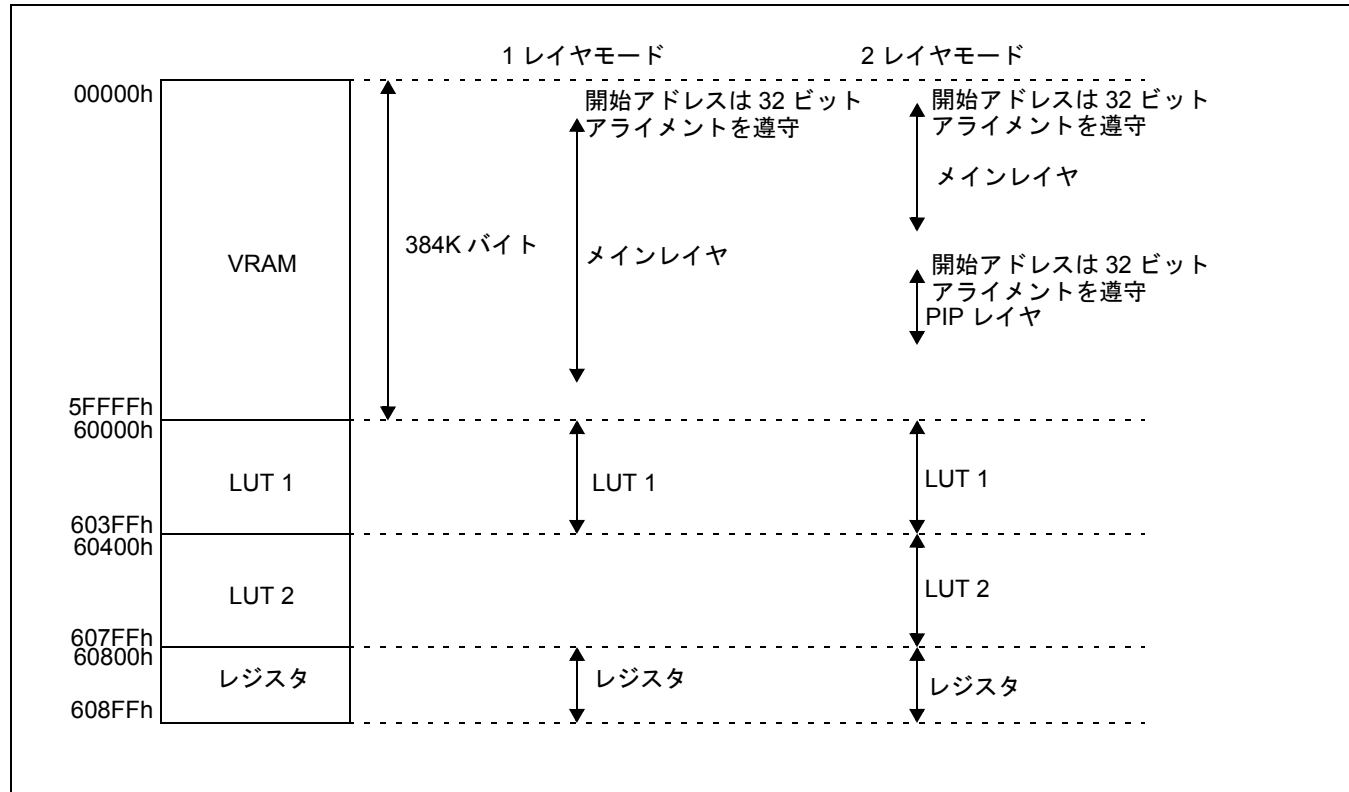 1 レイヤモード
2 レイヤモード
00000h
開始アドレスは 32 ビット
アライメントを遵守
開始アドレスは 32 ビット
アライメントを遵守
メインレイヤ
384K バイト
メインレイヤ
VRAM
開始アドレスは 32 ビット
アライメントを遵守
PIP レイヤ
5FFFFh
60000h
LUT 1
LUT 1
LUT 1
603FFh
60400h
LUT 2
LUT 2
607FFh
60800h
レジスタ
レジスタ
レジスタ
608FFh